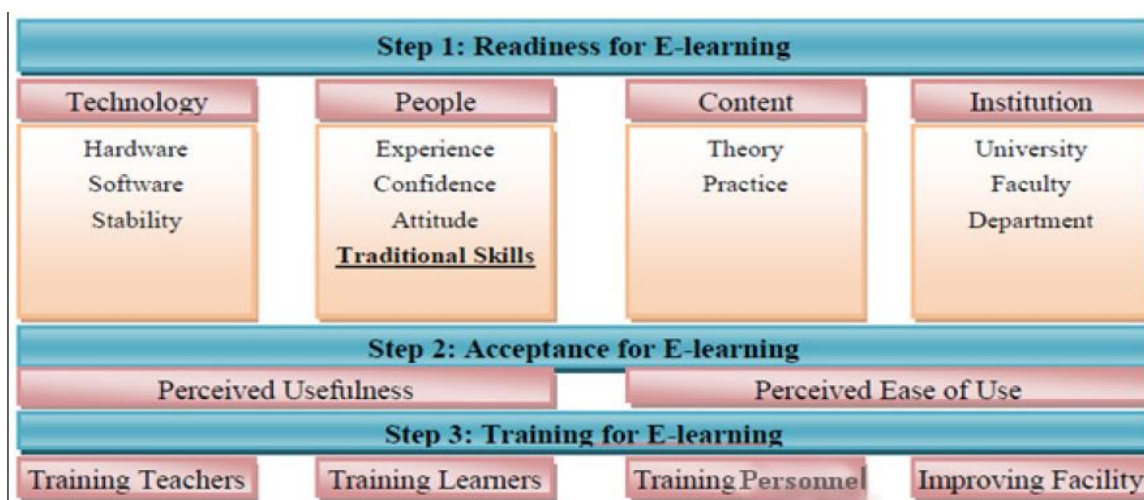 Step 1: Readiness for E-learning
Technology
People
Content
Institution
Hardware
Software
Stability
Experience
Confidence
Attitude
Traditional Skills
Theory
Practice
University
Faculty
Department
Step 2: Acceptance for E-learning
Perceived Usefulness
Perceived Ease of Use
Step 3: Training for E-learning
Training Teachers
Training Learners
Training Personnel
Improving Facility